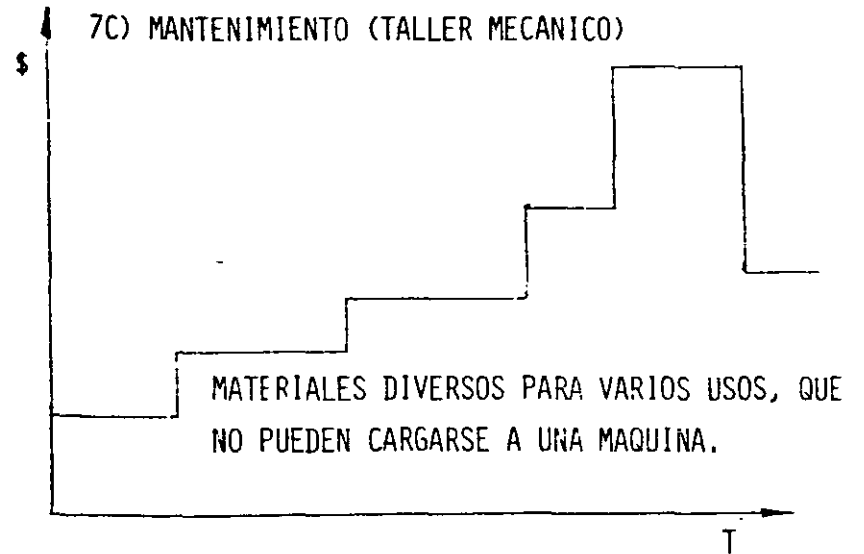 7C) MANTENIMIENTO (TALLER MECANICO)
$
MATERIALES DIVERSOS PARA VARIOS USOS, QUE
NO PUEDEN CARGARSE A UNA MAQUINA.
T